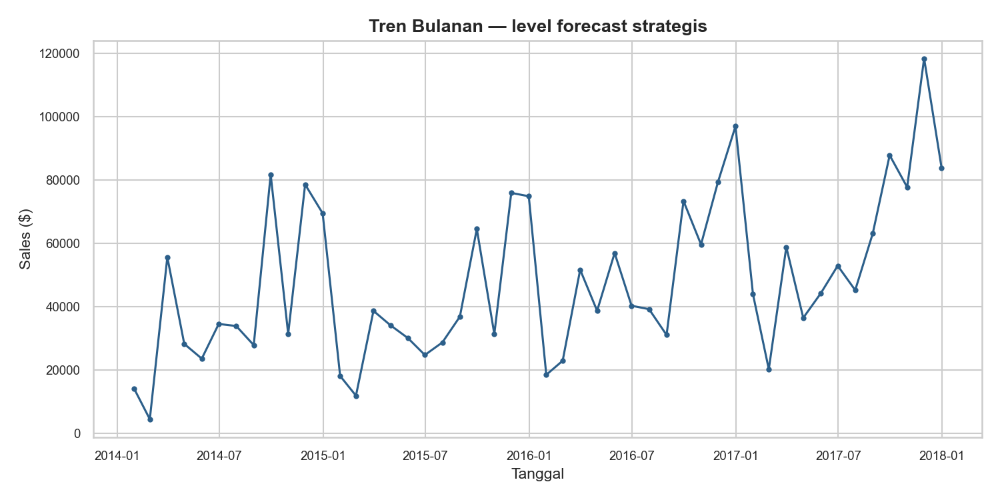 Tren Bulanan — level forecast strategis
120000
100000
80000
60000
40000
20000
0
Sales ($)
2014-01 2014-07 2015-01 2015-07 2016-01 2016-07 2017-01 2017-07 2018-01
Tanggal